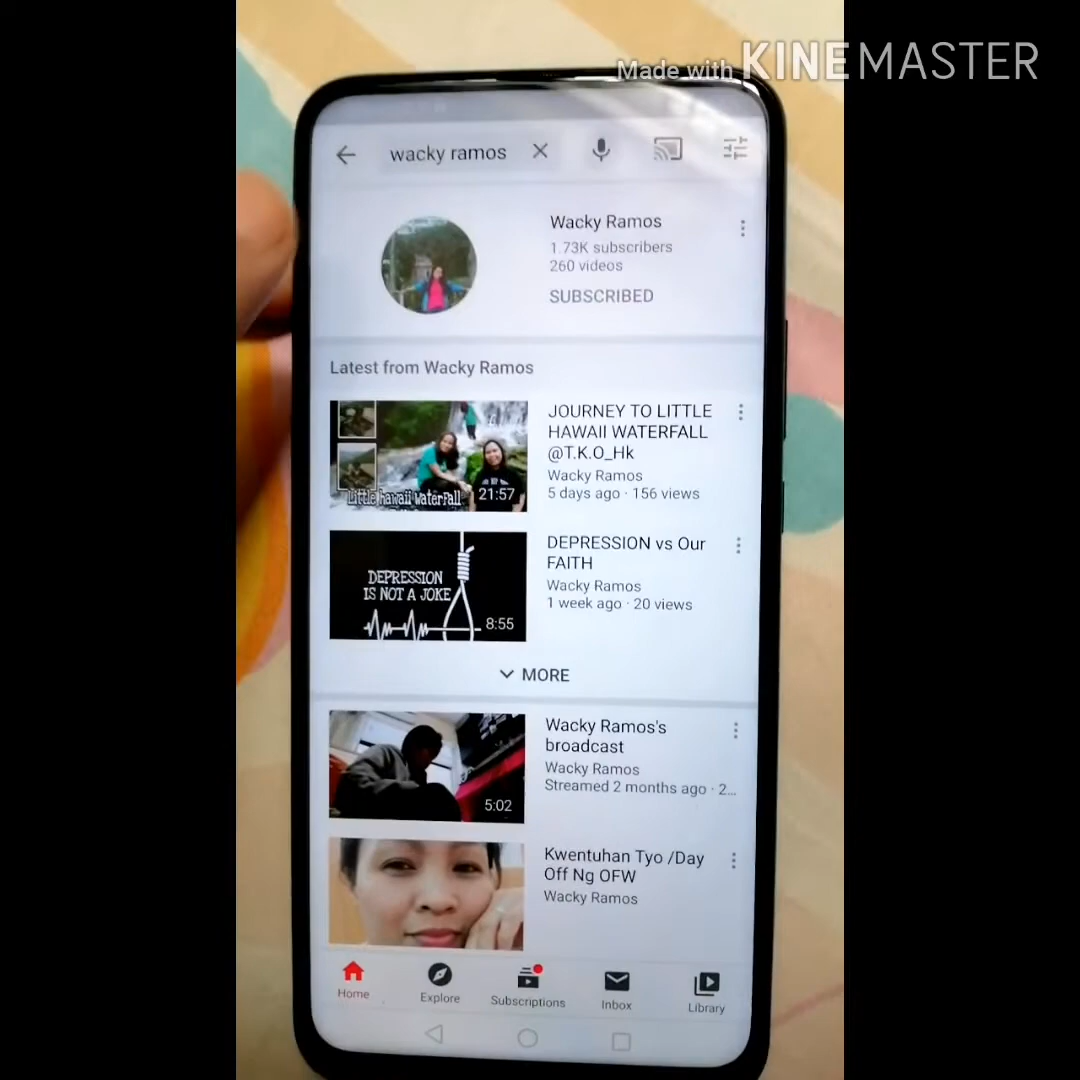 Made with KINEMASTER
wacky ramos
Wacky Ramos
1.73K subscribers
260 videos
SUBSCRIBED
Latest from Wacky Ramos
JOURNEY TO LITTLE
HAWAII WATERFALL
@T.K.O_Hk
Wacky Ramos
5 days ago · 156 views
Little hawaii waterfall
21:57
DEPRESSION vs Our
FAITH
Wacky Ramos
1 week ago · 20 views
DEPRESSION
IS NOT A JOKE
8:55
MORE
Wacky Ramos's
broadcast
Wacky Ramos
Streamed 2 months ago · 2...
5:02
Kwentuhan Tyo /Day
Off Ng OFW
Wacky Ramos
Home
Explore
Subscriptions
Inbox
Library